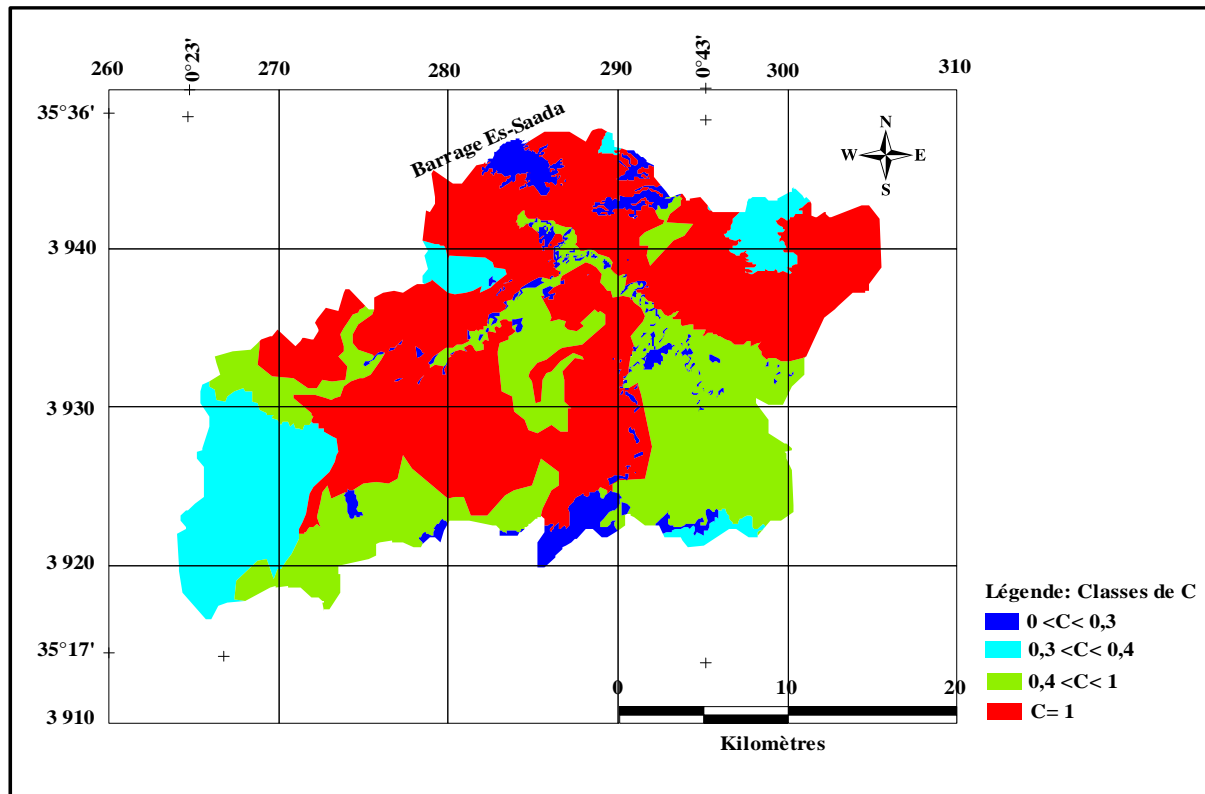 260
0°23'
270
280
290
0°43'
300
310
35°36'
Barrage Es-Saada
N
W
E
S
3 940
3 930
3 920
35°17'
3 910
Légende: Classes de C
0 <C< 0,3
0,3 <C< 0,4
0,4 <C< 1
C= 1
0
10
20
Kilomètres